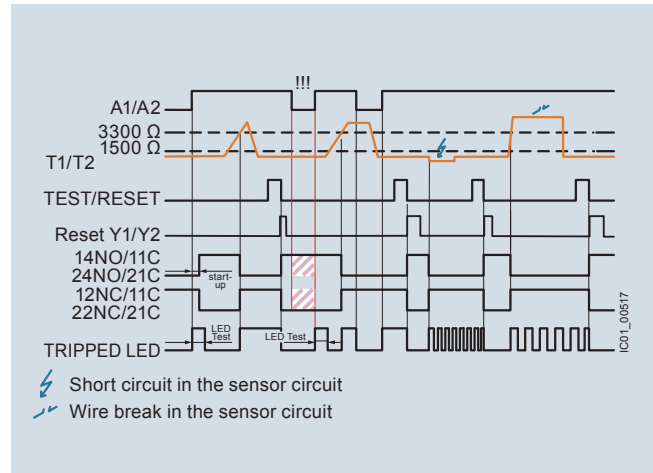 !!!
A1/A2
3300 Ω
1500 Ω
T1/T2
TEST/RESET
Reset Y1/Y2
14NO/11C
24NO/21C
start-
up
12NC/11C
22NC/21C
LED
Test
LED Test
TRIPPED LED
IC01_00517
Short circuit in the sensor circuit
Wire break in the sensor circuit